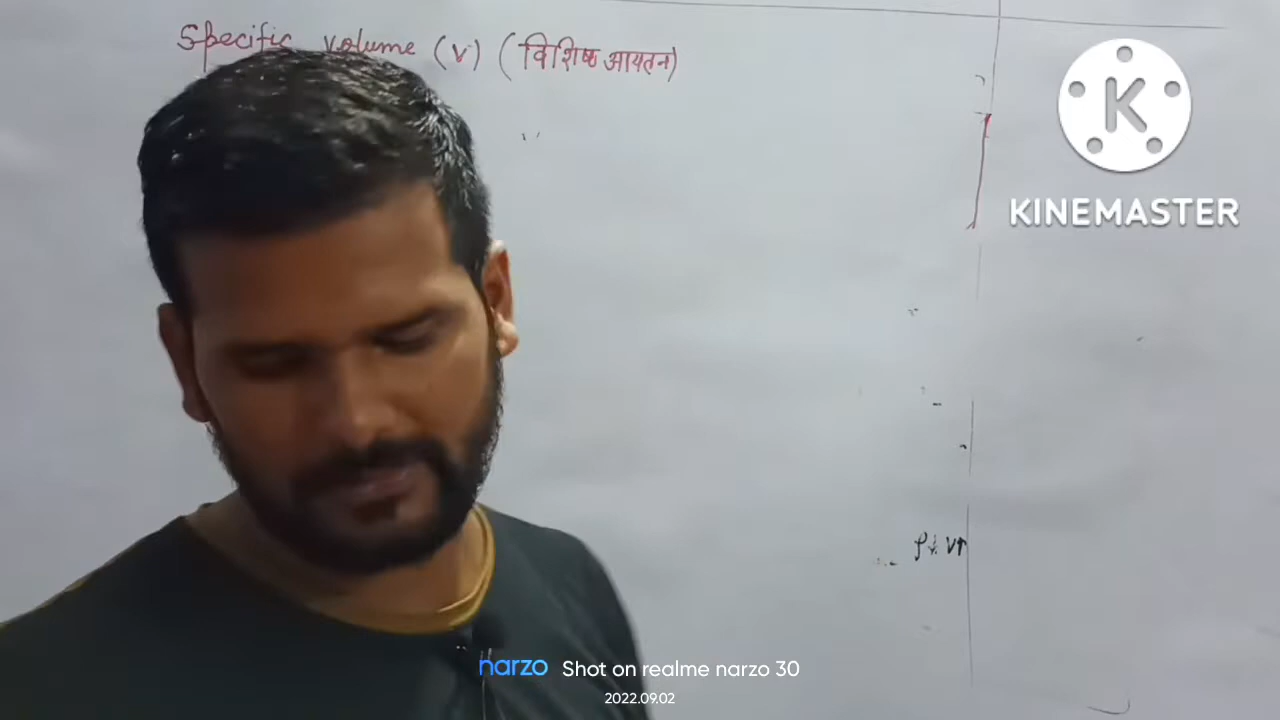 Specific volume (v) (विशिष्ट आयतन)
K
KINEMASTER
ρ↓ v↑
narzo Shot on realme narzo 30
2022.09.02